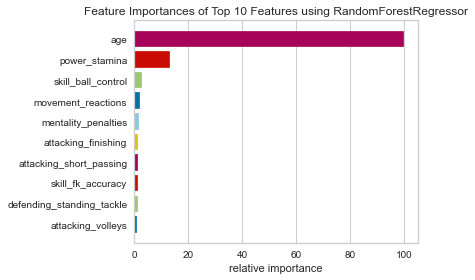 Feature Importances of Top 10 Features using RandomForestRegressor
age
power_stamina
skill_ball_control
movement_reactions
mentality_penalties
attacking_finishing
attacking_short_passing
skill_fk_accuracy
defending_standing_tackle
attacking_volleys
0 20 40 60 80 100
relative importance